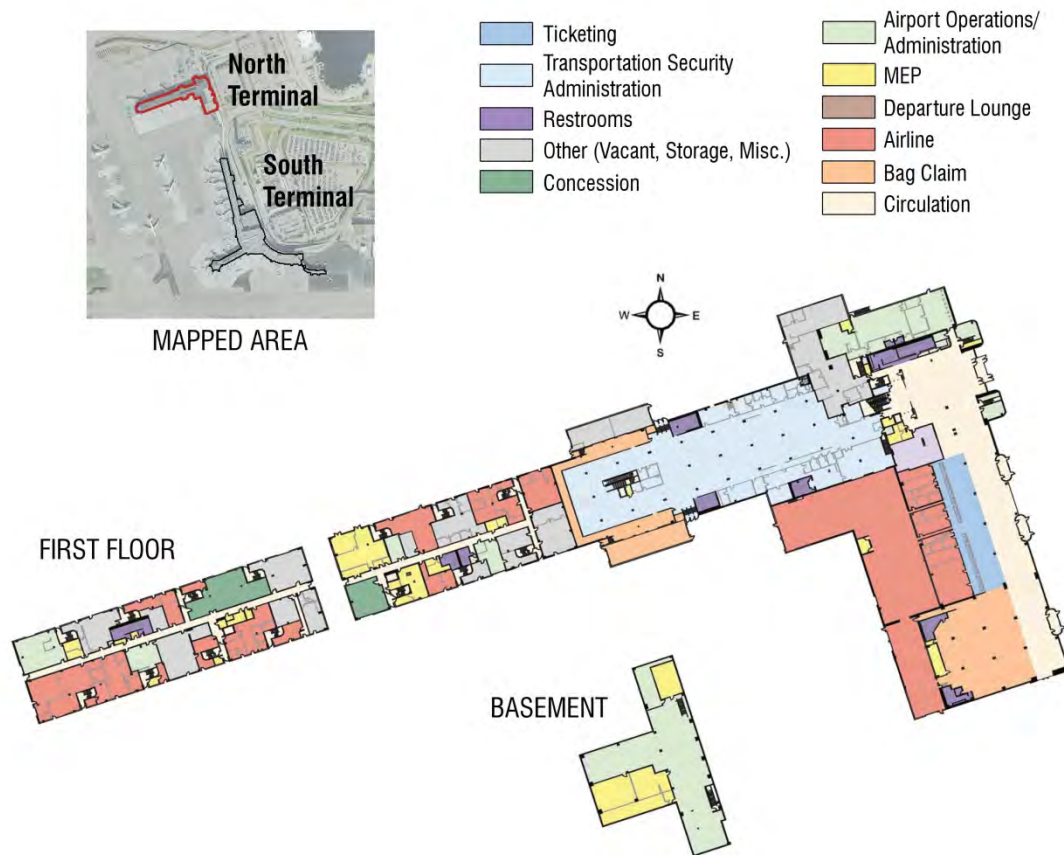 North
Terminal
South
Terminal
MAPPED AREA
Ticketing
Transportation Security
Administration
Restrooms
Other (Vacant, Storage, Misc.)
Concession
Airport Operations/
Administration
MEP
Departure Lounge
Airline
Bag Claim
Circulation
N
W
E
S
FIRST FLOOR
BASEMENT